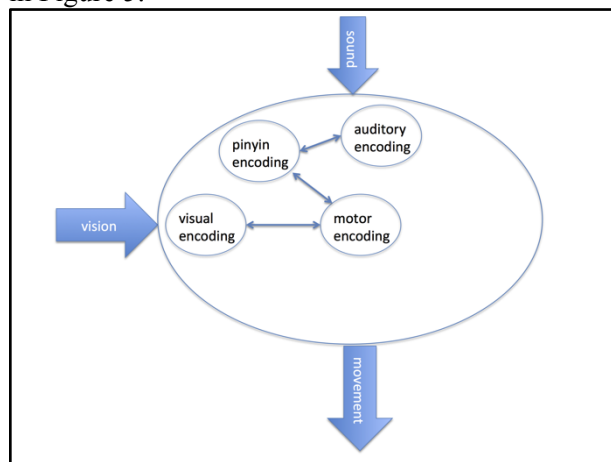 in Figure 3.
sound
pinyin
encoding
auditory
encoding
vision
visual
encoding
motor
encoding
movement